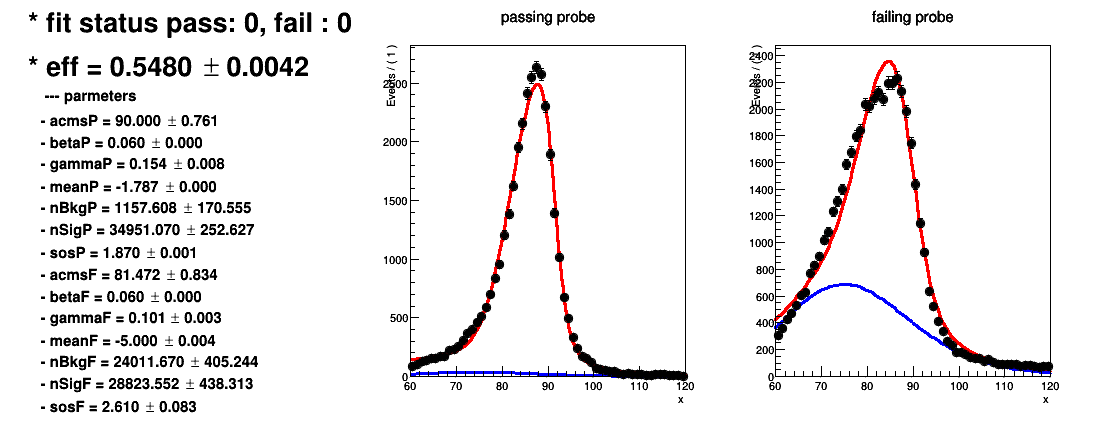 * fit status pass: 0, fail : 0
* eff = 0.5480 ± 0.0042
--- parmeters
- acmsP = 90.000 ± 0.761
- betaP = 0.060 ± 0.000
- gammaP = 0.154 ± 0.008
- meanP = -1.787 ± 0.000
- nBkgP = 1157.608 ± 170.555
- nSigP = 34951.070 ± 252.627
- sosP = 1.870 ± 0.001
- acmsF = 81.472 ± 0.834
- betaF = 0.060 ± 0.000
- gammaF = 0.101 ± 0.003
- meanF = -5.000 ± 0.004
- nBkgF = 24011.670 ± 405.244
- nSigF = 28823.552 ± 438.313
- sosF = 2.610 ± 0.083
passing probe
Events / ( 1 )
2500
2000
1500
1000
500
0
60 70 80 90 100 110 120
x
failing probe
Events / ( 1 )
2400
2200
2000
1800
1600
1400
1200
1000
800
600
400
200
0
60 70 80 90 100 110 120
x